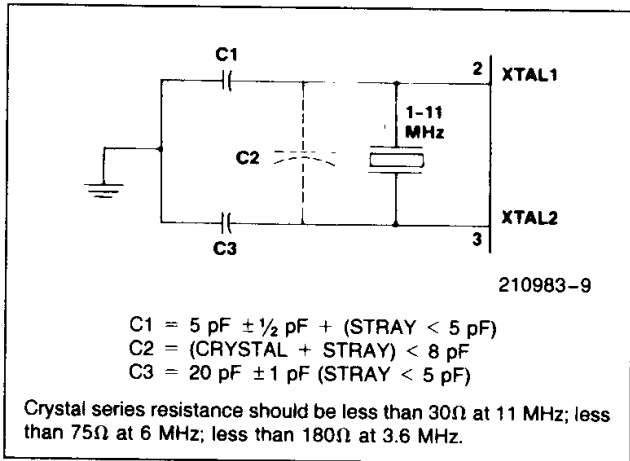 C1
2 XTAL1
1-11
MHz
C2
XTAL2
3
C3
210983-9
C1 = 5 pF ± ½ pF + (STRAY < 5 pF)
C2 = (CRYSTAL + STRAY) < 8 pF
C3 = 20 pF ± 1 pF (STRAY < 5 pF)
Crystal series resistance should be less than 30Ω at 11 MHz; less
than 75Ω at 6 MHz; less than 180Ω at 3.6 MHz.